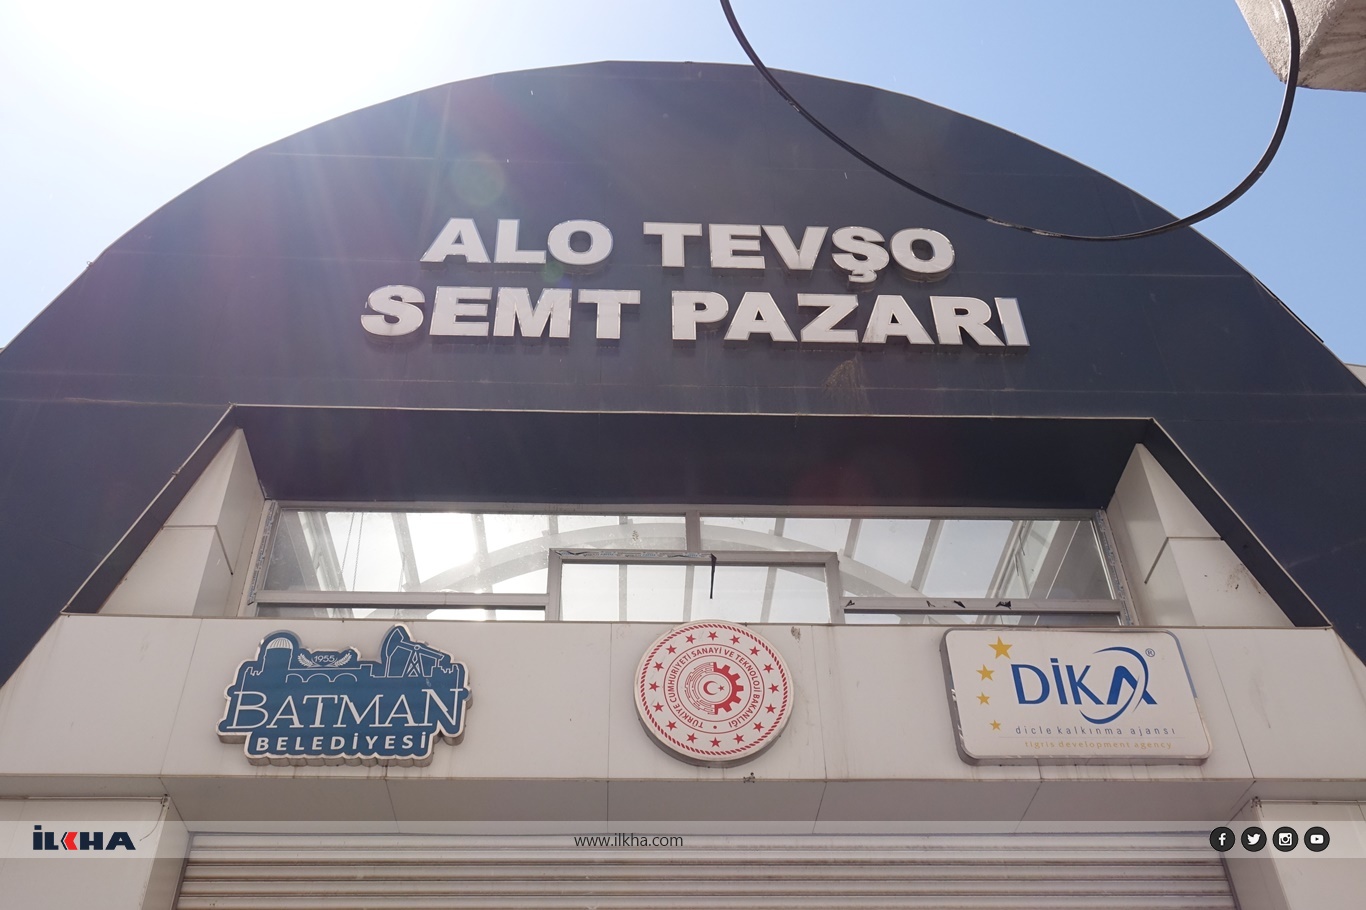 ALO TEVŞO
SEMT PAZARI
1955
BATMAN
BELEDİYESİ
TÜRKİYE CUMHURİYETİ SANAYİ VE TEKNOLOJİ BAKANLIĞI
DİKA®
dicle kalkınma ajansı
tigris development agency
İLKHA
www.ilkha.com